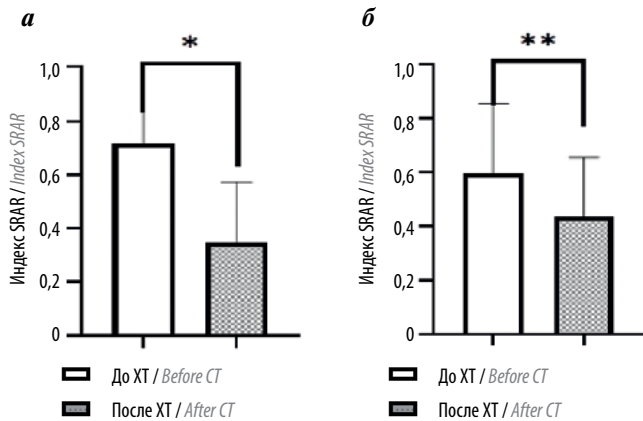 а
*
Индекс SRAR / Index SRAR
1,0
0,8
0,6
0,4
0,2
0
До ХТ / Before CT
После ХТ / After CT
б
**
Индекс SRAR / Index SRAR
1,0
0,8
0,6
0,4
0,2
0
До ХТ / Before CT
После ХТ / After CT